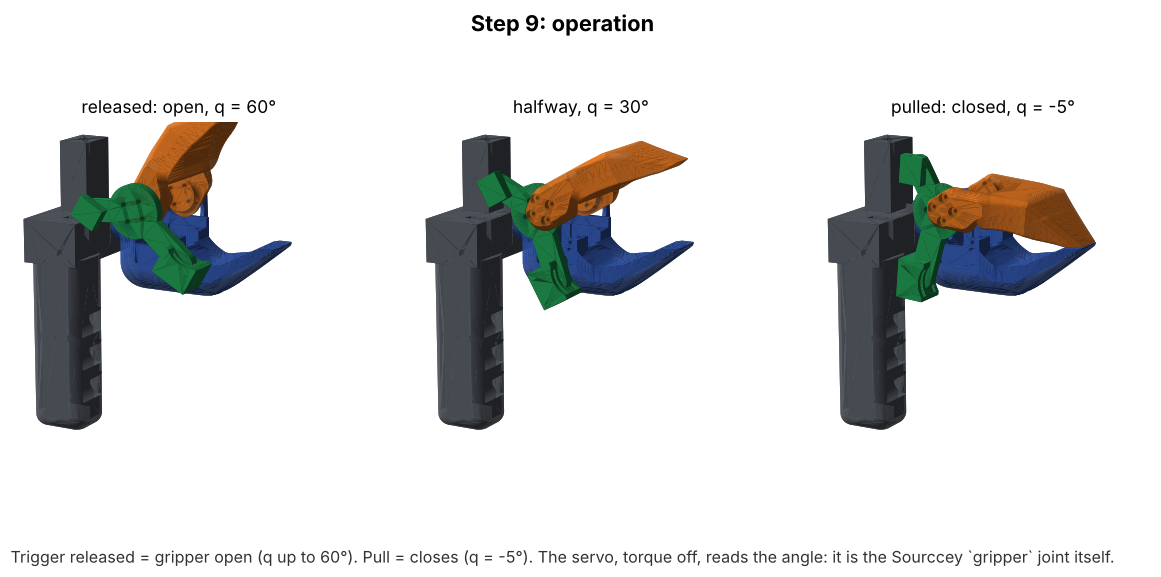 Step 9: operation
released: open, q = 60°
halfway, q = 30°
pulled: closed, q = -5°
Trigger released = gripper open (q up to 60°). Pull = closes (q = -5°). The servo, torque off, reads the angle: it is the Sourccey `gripper` joint itself.